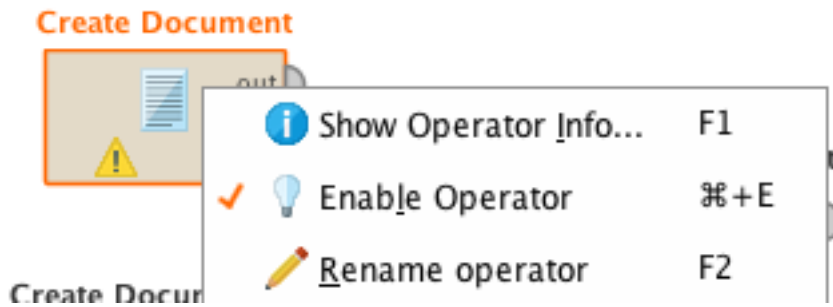 Create Document
out
Show Operator Info... F1
Enable Operator ⌘+E
Rename operator F2